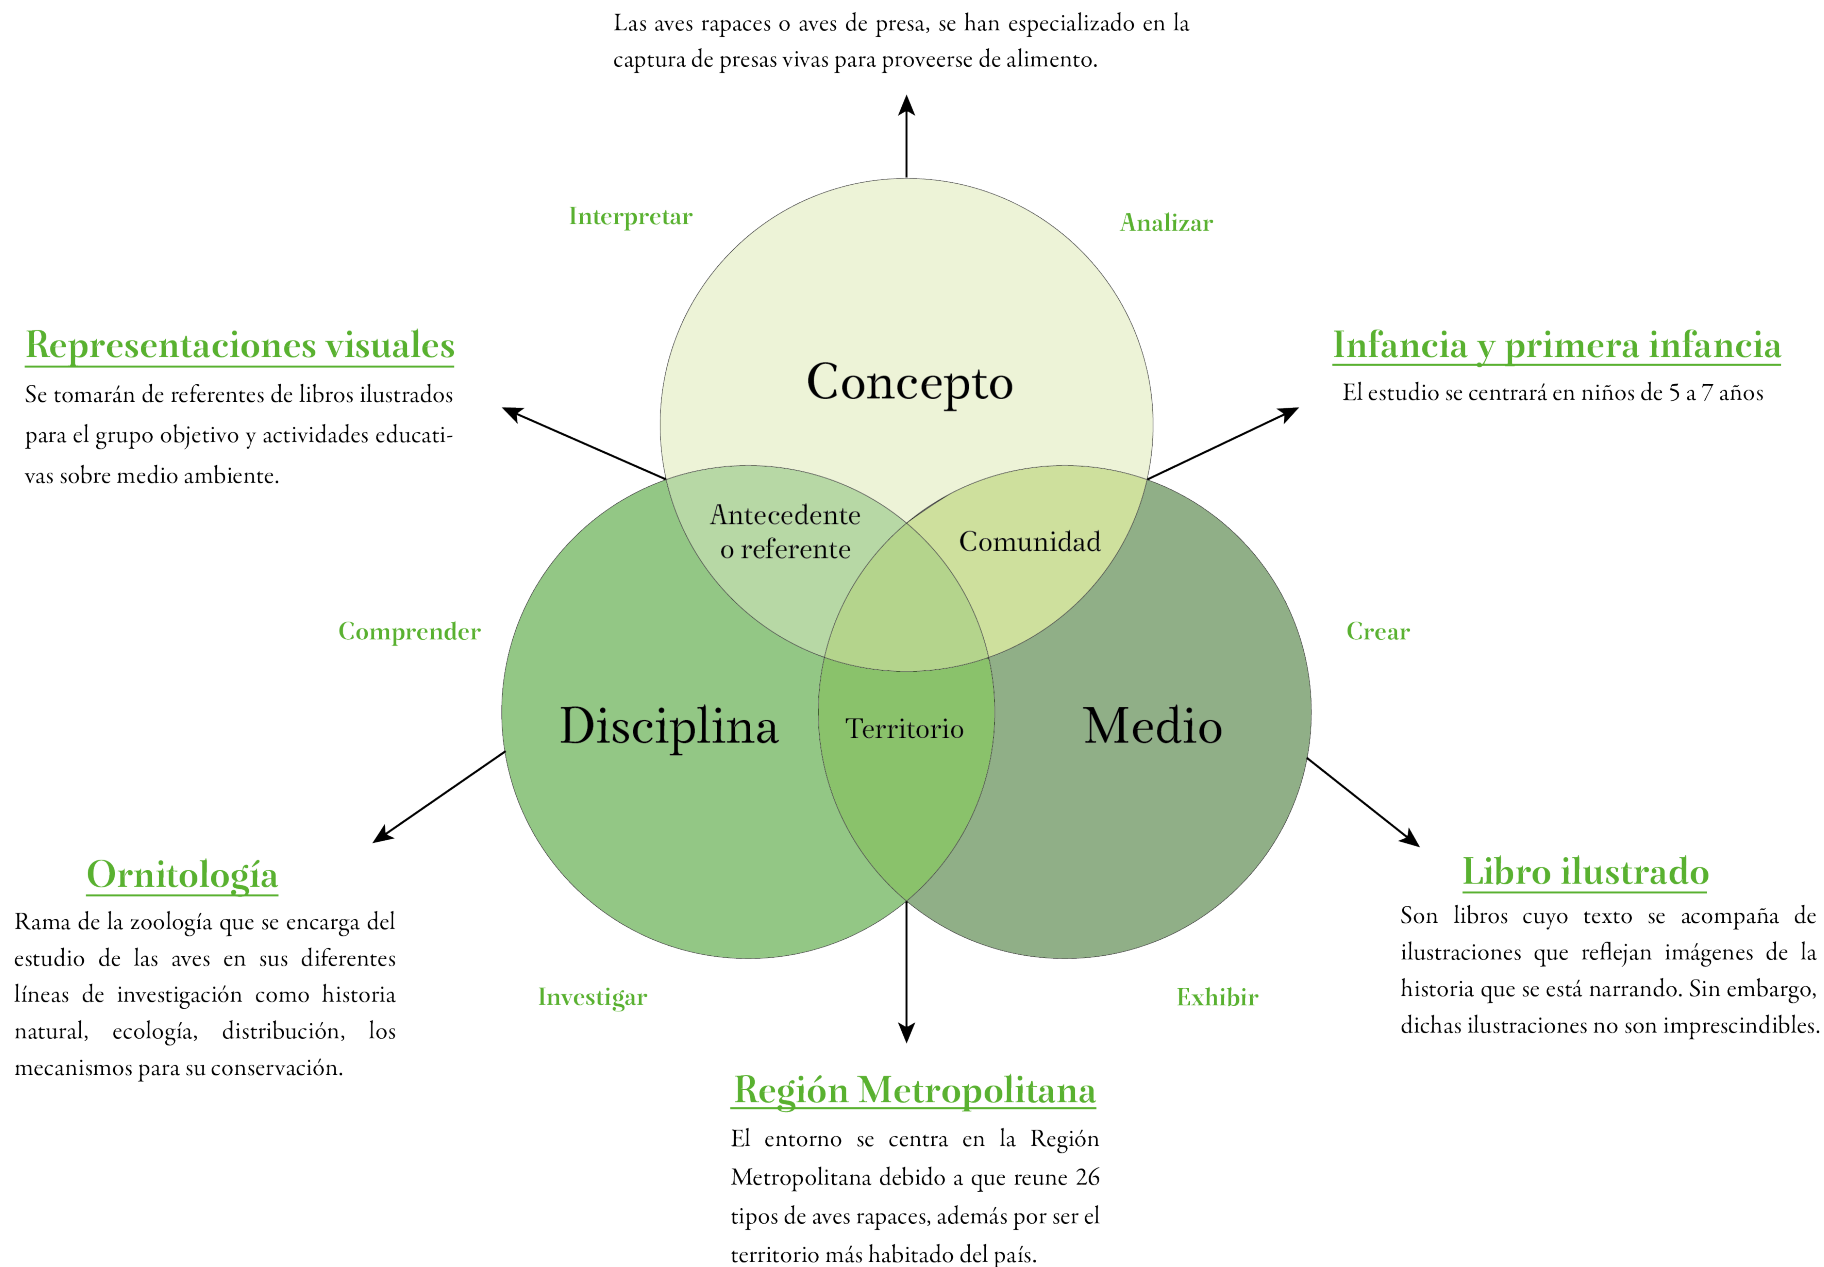 Las aves rapaces o aves de presa, se han especializado en la
captura de presas vivas para proveerse de alimento.
Interpretar
Analizar
Representaciones visuales
Se tomarán de referentes de libros ilustrados
para el grupo objetivo y actividades educati-
vas sobre medio ambiente.
Infancia y primera infancia
El estudio se centrará en niños de 5 a 7 años
Concepto
Antecedente
o referente
Comunidad
Comprender
Crear
Disciplina
Territorio
Medio
Ornitología
Rama de la zoología que se encarga del
estudio de las aves en sus diferentes
líneas de investigación como historia
natural, ecología, distribución, los
mecanismos para su conservación.
Libro ilustrado
Son libros cuyo texto se acompaña de
ilustraciones que reflejan imágenes de la
historia que se está narrando. Sin embargo,
dichas ilustraciones no son imprescindibles.
Investigar
Exhibir
Región Metropolitana
El entorno se centra en la Región
Metropolitana debido a que reune 26
tipos de aves rapaces, además por ser el
territorio más habitado del país.